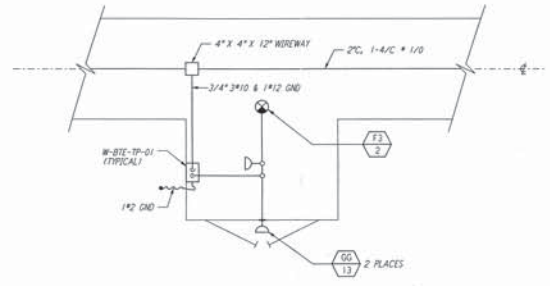 4" X 4" X 12" WIREWAY
2"C, 1-4/C # 1/0
3/4" 3#10 & 1#12 GND
F3
2
W-BTE-TP-01
(TYPICAL)
1#2 GND
GG
13
2 PLACES